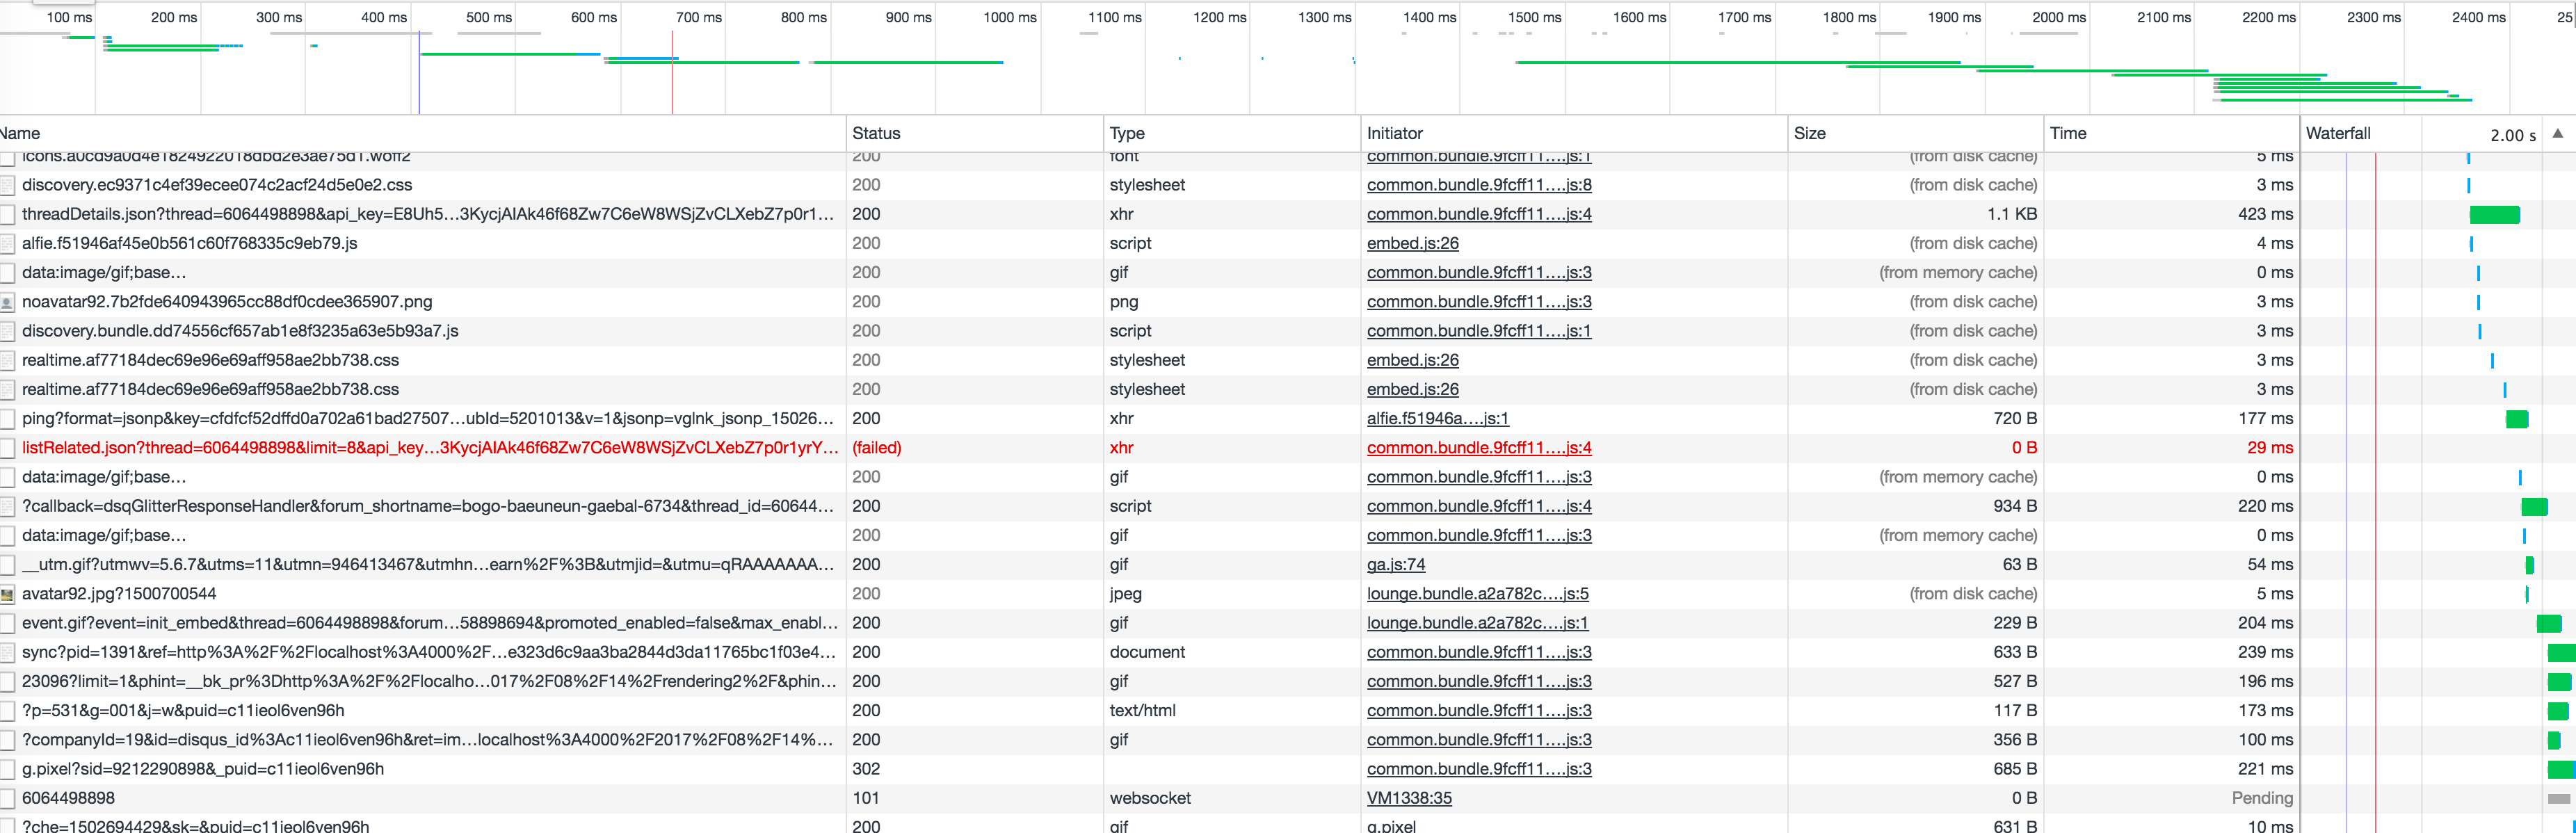 100 ms 200 ms 300 ms 400 ms 500 ms 600 ms 700 ms 800 ms 900 ms 1000 ms 1100 ms 1200 ms 1300 ms 1400 ms 1500 ms 1600 ms 1700 ms 1800 ms 1900 ms 2000 ms 2100 ms 2200 ms 2300 ms 2400 ms 25
Name Status Type Initiator Size Time Waterfall 2.00 s ▲
icons.a0cd9a0d4e1824922018dbd2e3ae75d1.woff2 200 font common.bundle.9fcff11….js:1 (from disk cache) 5 ms
discovery.ec9371c4ef39ecee074c2acf24d5e0e2.css 200 stylesheet common.bundle.9fcff11….js:8 (from disk cache) 3 ms
threadDetails.json?thread=6064498898&api_key=E8Uh5…3KycjAIAk46f68Zw7C6eW8WSjZvCLXebZ7p0r1… 200 xhr common.bundle.9fcff11….js:4 1.1 KB 423 ms
alfie.f51946af45e0b561c60f768335c9eb79.js 200 script embed.js:26 (from disk cache) 4 ms
data:image/gif;base… 200 gif common.bundle.9fcff11….js:3 (from memory cache) 0 ms
noavatar92.7b2fde640943965cc88df0cdee365907.png 200 png common.bundle.9fcff11….js:3 (from disk cache) 3 ms
discovery.bundle.dd74556cf657ab1e8f3235a63e5b93a7.js 200 script common.bundle.9fcff11….js:1 (from disk cache) 3 ms
realtime.af77184dec69e96e69aff958ae2bb738.css 200 stylesheet embed.js:26 (from disk cache) 3 ms
realtime.af77184dec69e96e69aff958ae2bb738.css 200 stylesheet embed.js:26 (from disk cache) 3 ms
ping?format=jsonp&key=cfdfcf52dffd0a702a61bad27507…ubId=5201013&v=1&jsonp=vglnk_jsonp_15026… 200 xhr alfie.f51946a….js:1 720 B 177 ms
listRelated.json?thread=6064498898&limit=8&api_key…3KycjAIAk46f68Zw7C6eW8WSjZvCLXebZ7p0r1yrY… (failed) xhr common.bundle.9fcff11….js:4 0 B 29 ms
data:image/gif;base… 200 gif common.bundle.9fcff11….js:3 (from memory cache) 0 ms
?callback=dsqGlitterResponseHandler&forum_shortname=bogo-baeuneun-gaebal-6734&thread_id=60644… 200 script common.bundle.9fcff11….js:4 934 B 220 ms
data:image/gif;base… 200 gif common.bundle.9fcff11….js:3 (from memory cache) 0 ms
__utm.gif?utmwv=5.6.7&utms=11&utmn=946413467&utmhn…earn%2F%3B&utmjid=&utmu=qRAAAAAAA… 200 gif ga.js:74 63 B 54 ms
avatar92.jpg?1500700544 200 jpeg lounge.bundle.a2a782c….js:5 (from disk cache) 5 ms
event.gif?event=init_embed&thread=6064498898&forum…58898694&promoted_enabled=false&max_enabl… 200 gif lounge.bundle.a2a782c….js:1 229 B 204 ms
sync?pid=1391&ref=http%3A%2F%2Flocalhost%3A4000%2F…e323d6c9aa3ba2844d3da11765bc1f03e4… 200 document common.bundle.9fcff11….js:3 633 B 239 ms
23096?limit=1&phint=__bk_pr%3Dhttp%3A%2F%2Flocalho…017%2F08%2F14%2Frendering2%2F&phin… 200 gif common.bundle.9fcff11….js:3 527 B 196 ms
?p=531&g=001&j=w&puid=c11ieol6ven96h 200 text/html common.bundle.9fcff11….js:3 117 B 173 ms
?companyId=19&id=disqus_id%3Ac11ieol6ven96h&ret=im…localhost%3A4000%2F2017%2F08%2F14%… 200 gif common.bundle.9fcff11….js:3 356 B 100 ms
g.pixel?sid=9212290898&_puid=c11ieol6ven96h 302 common.bundle.9fcff11….js:3 685 B 221 ms
6064498898 101 websocket VM1338:35 0 B Pending
?che=1502694429&sk=&puid=c11ieol6ven96h 200 gif g.pixel 631 B 10 ms